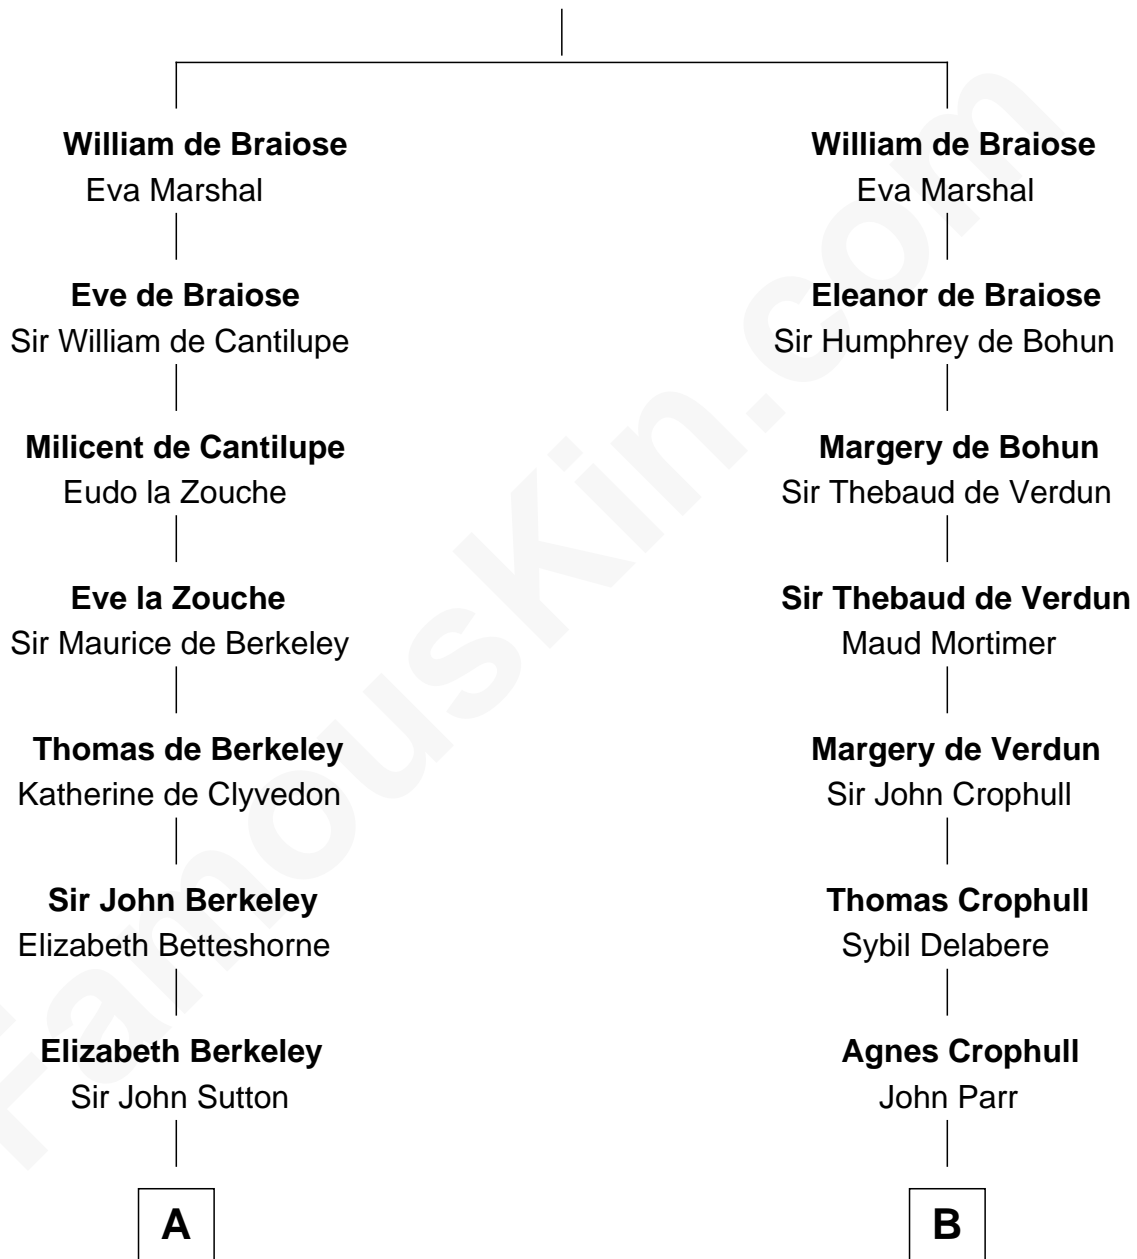 William de Braiose
Eva Marshal
Eve de Braiose
Sir William de Cantilupe
Milicent de Cantilupe
Eudo la Zouche
Eve la Zouche
Sir Maurice de Berkeley
Thomas de Berkeley
Katherine de Clyvedon
Sir John Berkeley
Elizabeth Betteshorne
Elizabeth Berkeley
Sir John Sutton
A
William de Braiose
Eva Marshal
Eleanor de Braiose
Sir Humphrey de Bohun
Margery de Bohun
Sir Thebaud de Verdun
Sir Thebaud de Verdun
Maud Mortimer
Margery de Verdun
Sir John Crophull
Thomas Crophull
Sybil Delabere
Agnes Crophull
John Parr
B
FamousKin.com